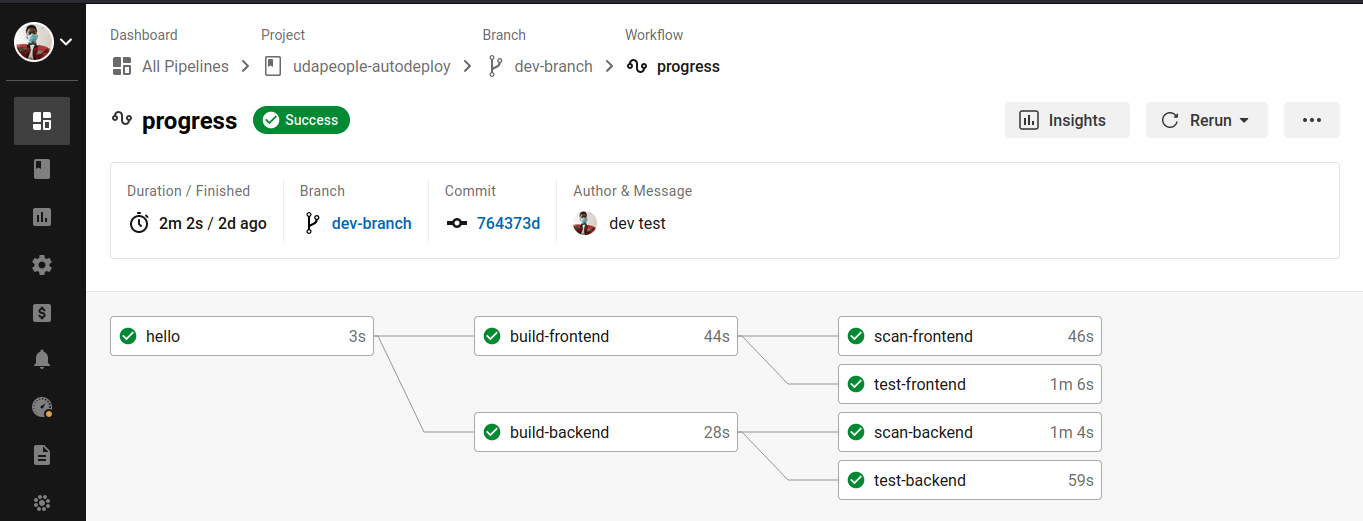 Dashboard Project Branch Workflow
All Pipelines udapeople-autodeploy dev-branch progress
progress Success Insights Rerun
Duration / Finished Branch Commit Author & Message
2m 2s / 2d ago dev-branch 764373d dev test
hello 3s build-frontend 44s scan-frontend 46s
test-frontend 1m 6s
build-backend 28s scan-backend 1m 4s
test-backend 59s